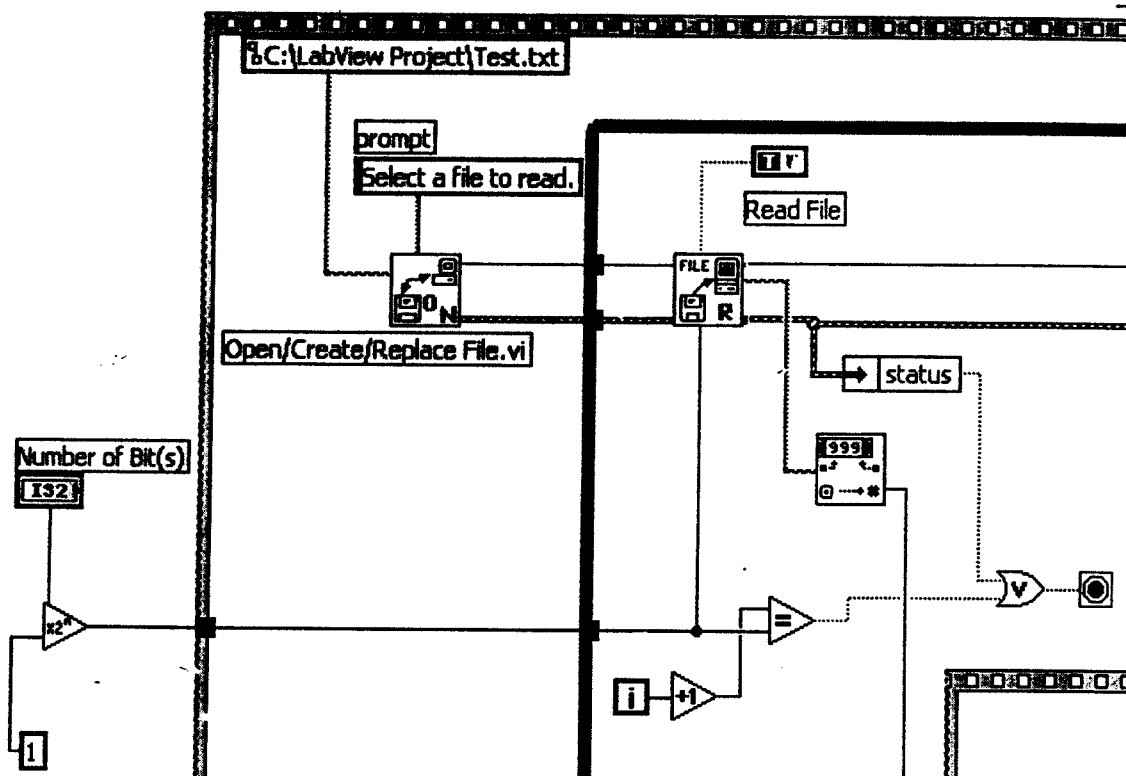 C:\LabView Project\Test.txt
prompt
Select a file to read.
T
Read File
FILE
R
O
N
Open/Create/Replace File.vi
status
Number of Bit(s)
I32
999
#
V
x2^n
=
i
+1
1